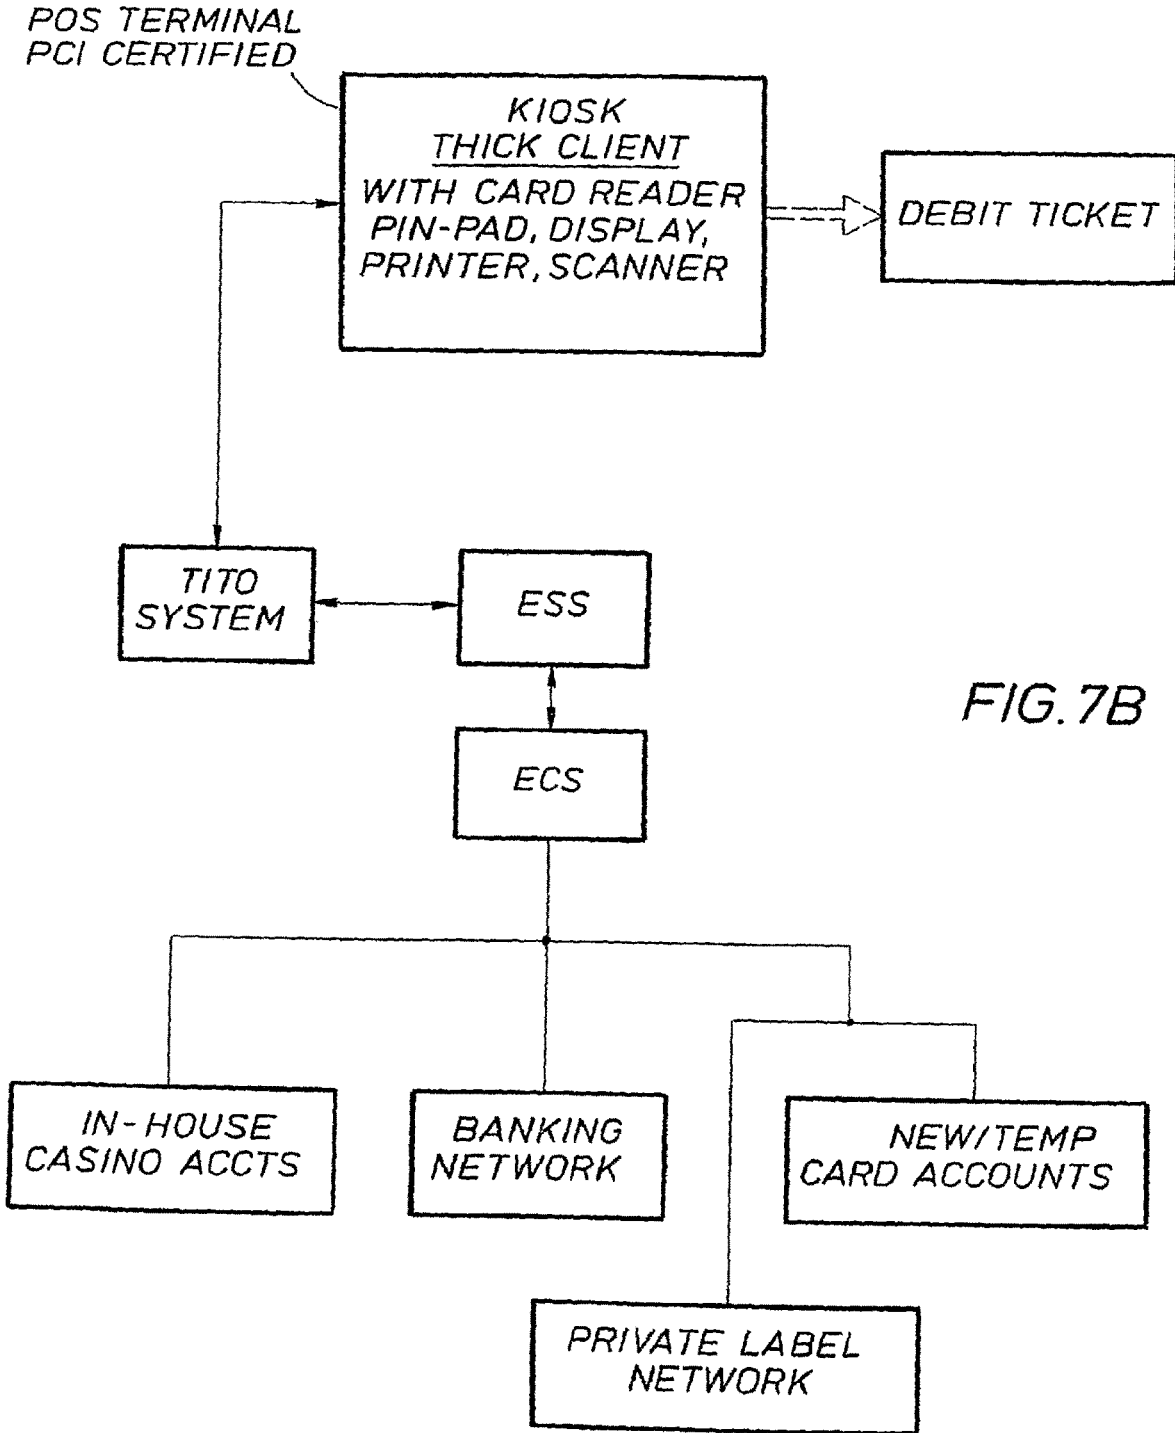 POS TERMINAL
PCI CERTIFIED
KIOSK
THICK CLIENT
WITH CARD READER
PIN-PAD, DISPLAY,
PRINTER, SCANNER
DEBIT TICKET
TITO
SYSTEM
ESS
ECS
FIG. 7B
IN-HOUSE
CASINO ACCTS
BANKING
NETWORK
NEW/TEMP
CARD ACCOUNTS
PRIVATE LABEL
NETWORK